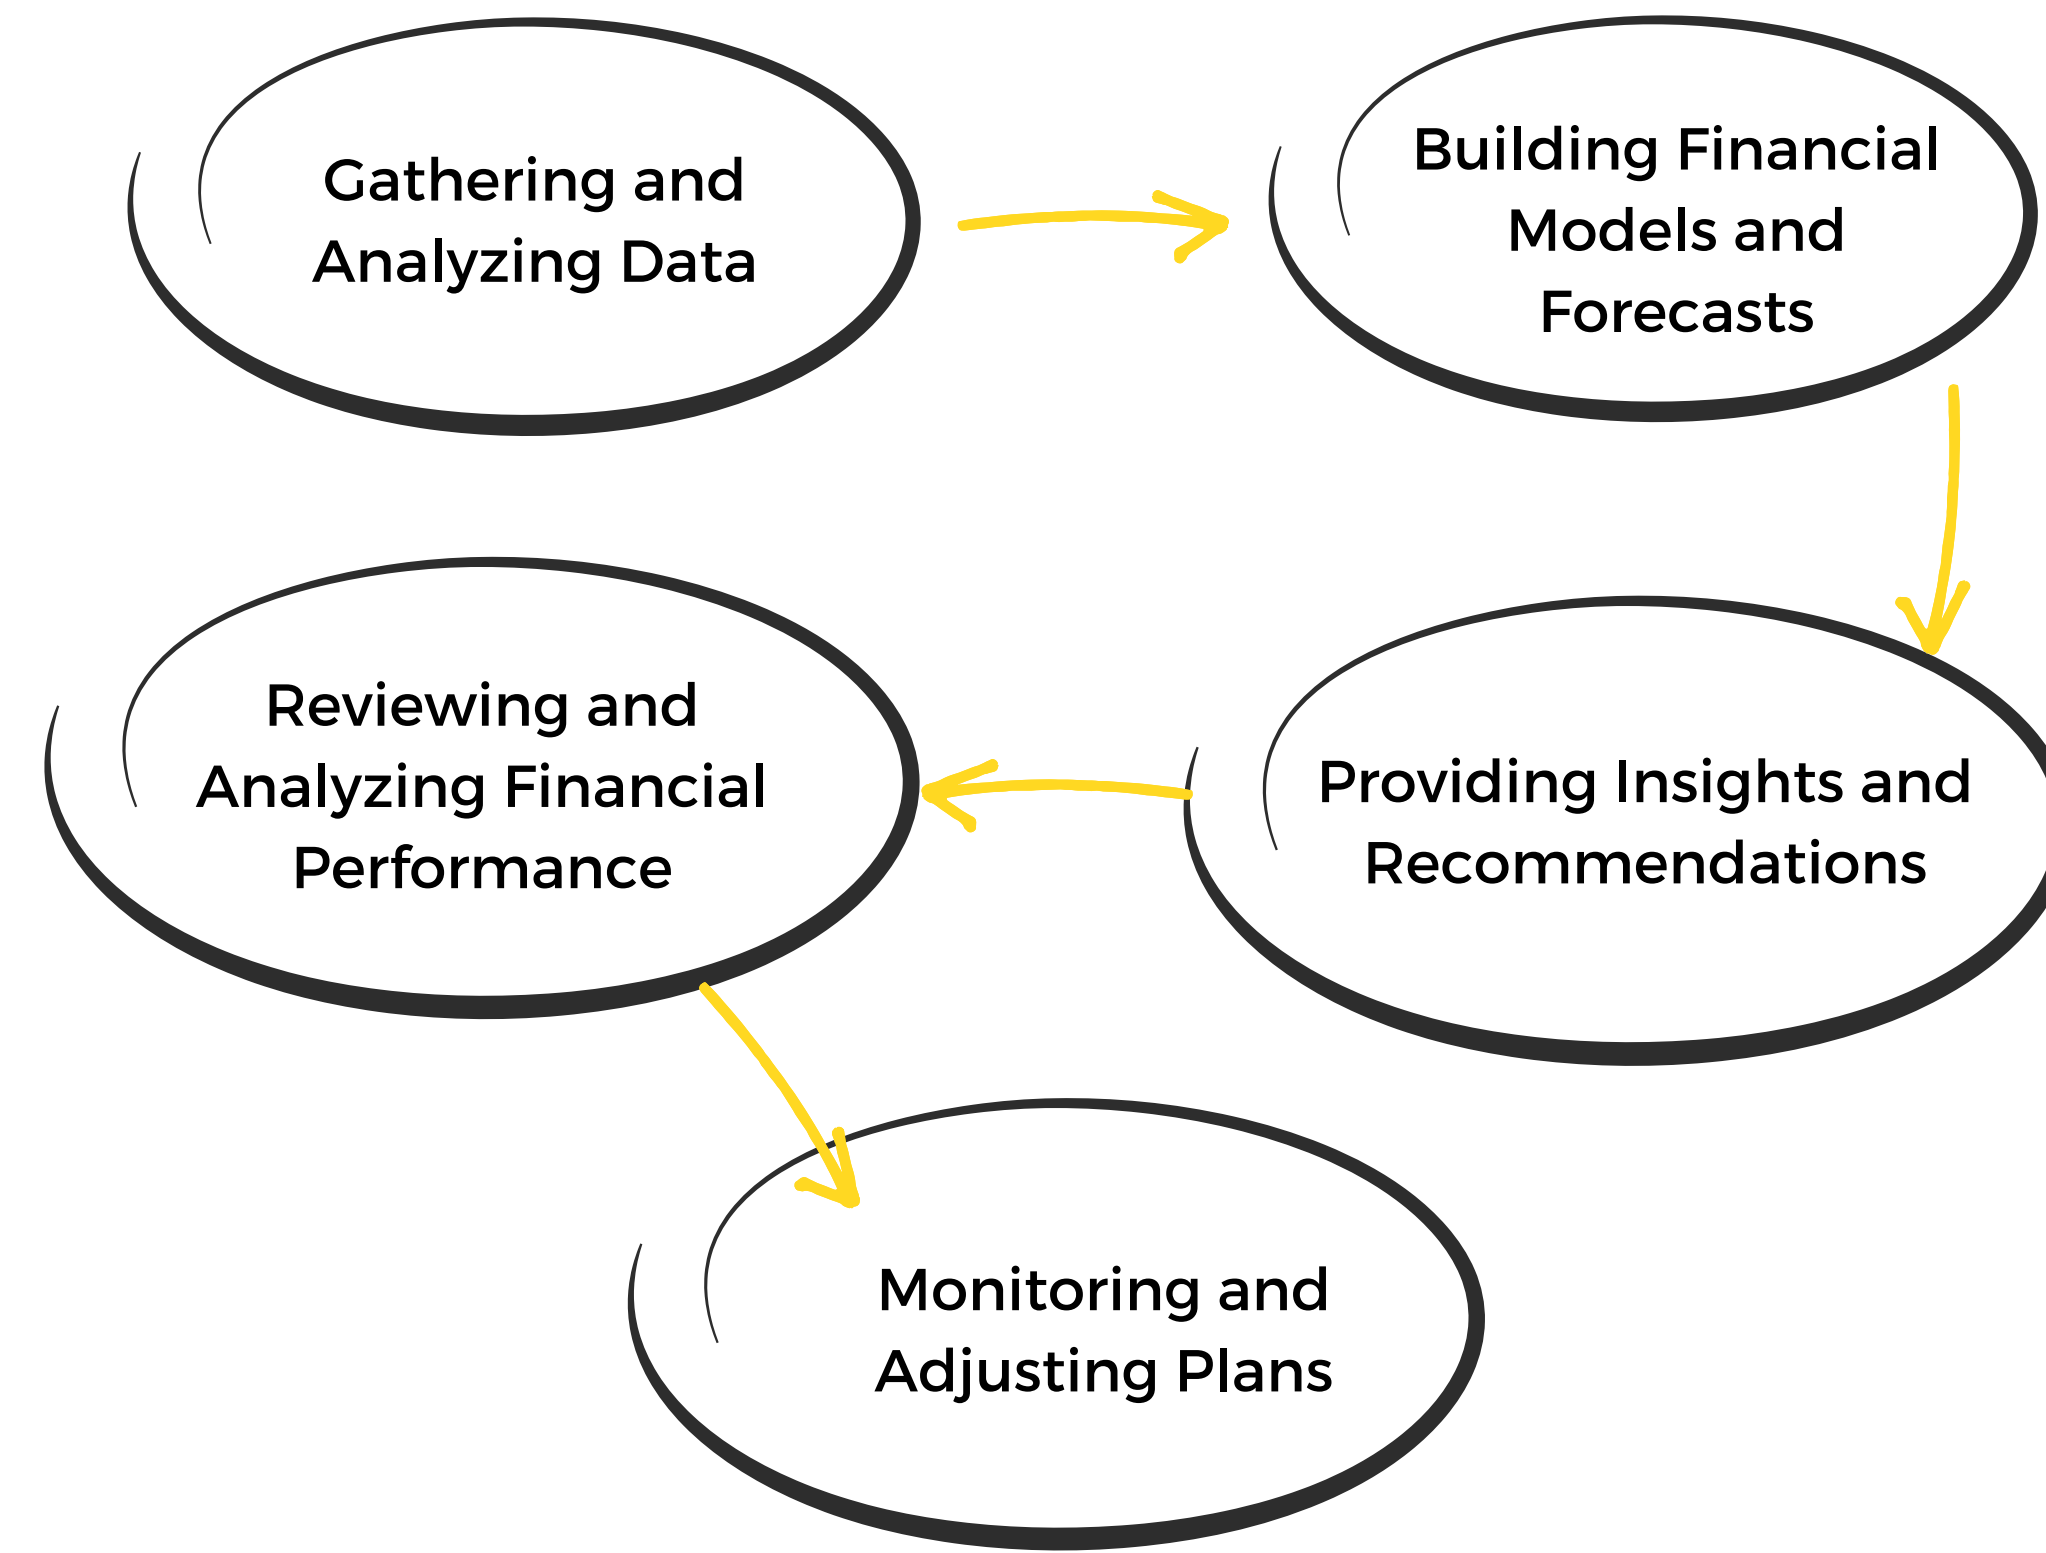 Gathering and
Analyzing Data
Building Financial
Models and
Forecasts
Providing Insights and
Recommendations
Reviewing and
Analyzing Financial
Performance
Monitoring and
Adjusting Plans